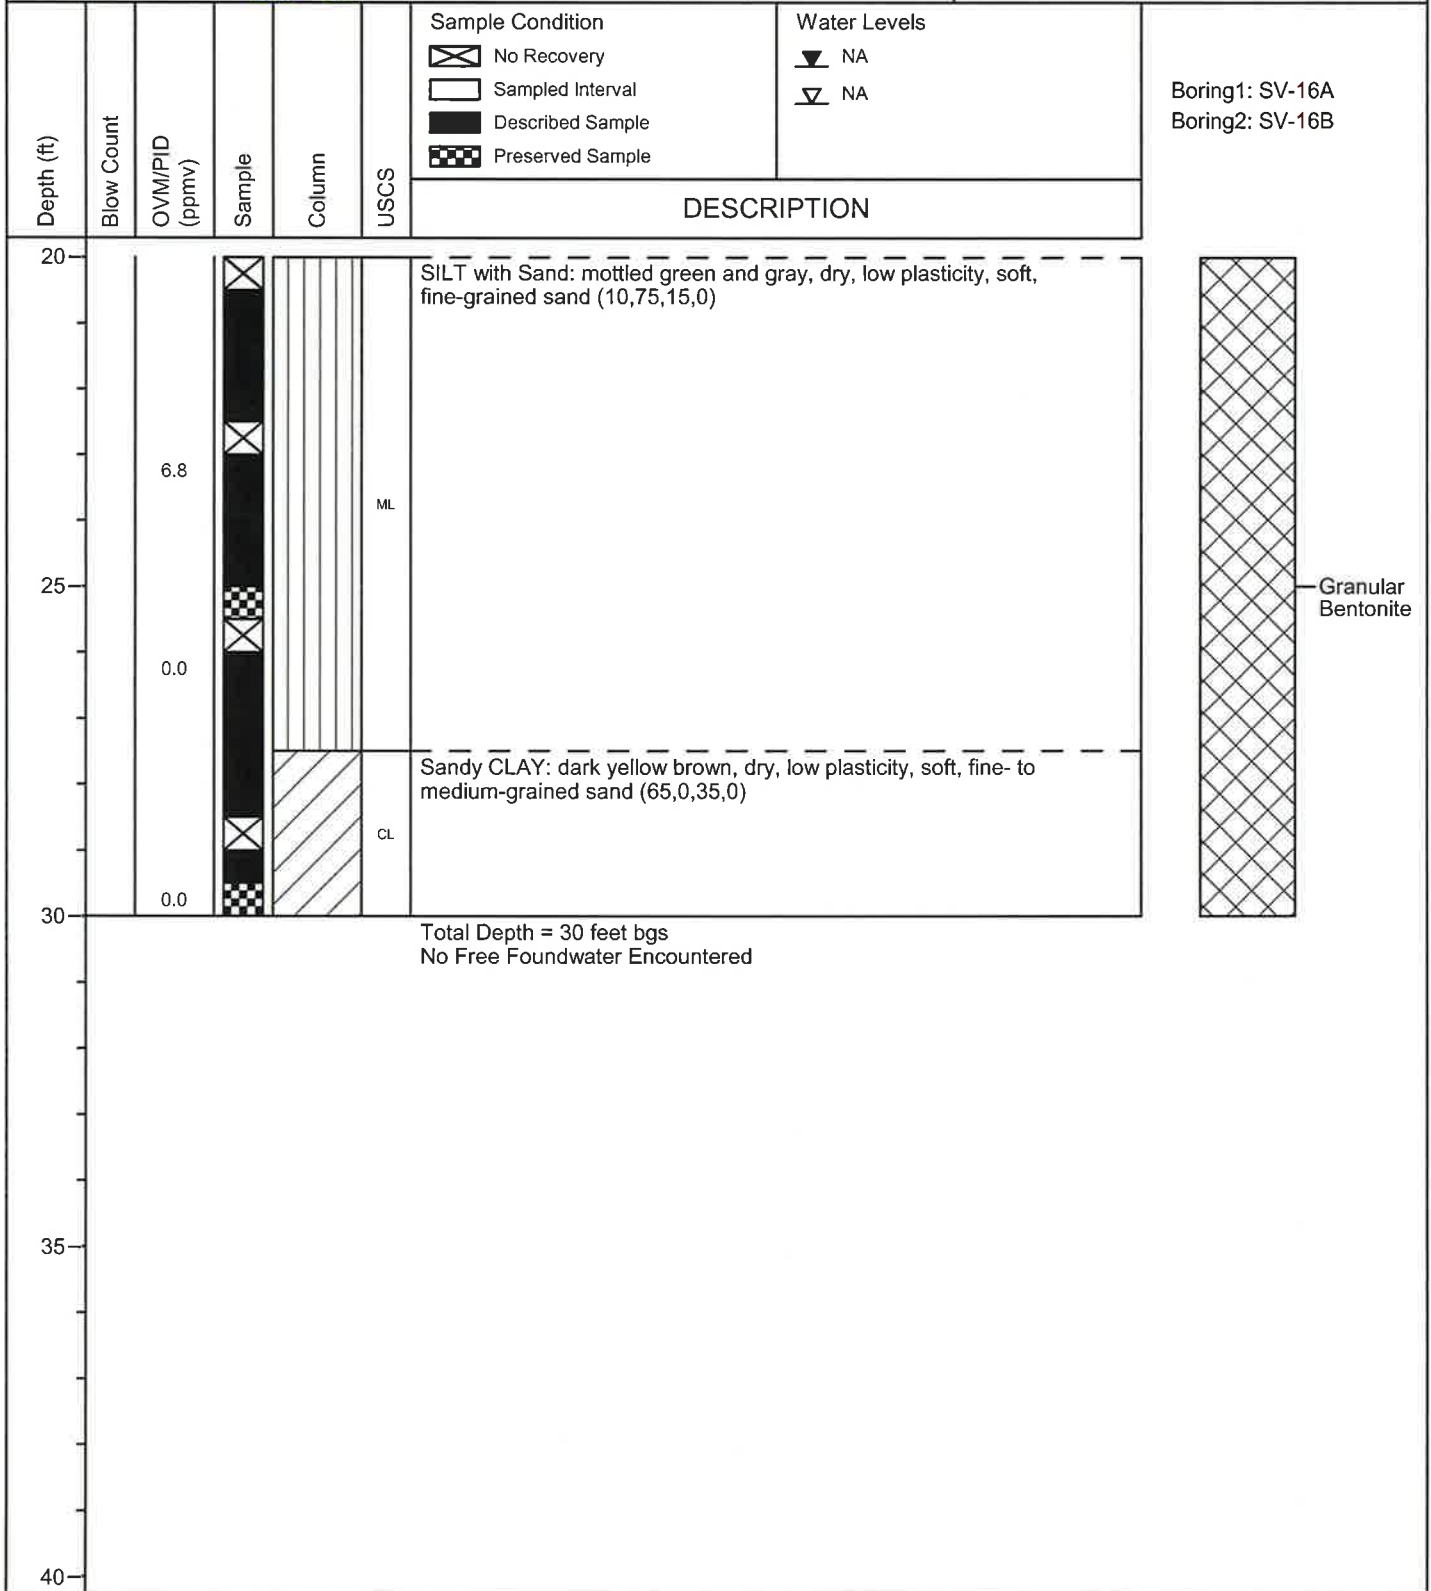 Depth (ft)
Blow Count
OVM/PID
(ppmv)
Sample
Column
USCS
Sample Condition
No Recovery
Sampled Interval
Described Sample
Preserved Sample
Water Levels
NA
NA
DESCRIPTION
Boring1: SV-16A
Boring2: SV-16B
20
SILT with Sand: mottled green and gray, dry, low plasticity, soft,
fine-grained sand (10,75,15,0)
6.8
ML
25
Granular
Bentonite
0.0
Sandy CLAY: dark yellow brown, dry, low plasticity, soft, fine- to
medium-grained sand (65,0,35,0)
CL
0.0
30
Total Depth = 30 feet bgs
No Free Foundwater Encountered
35
40